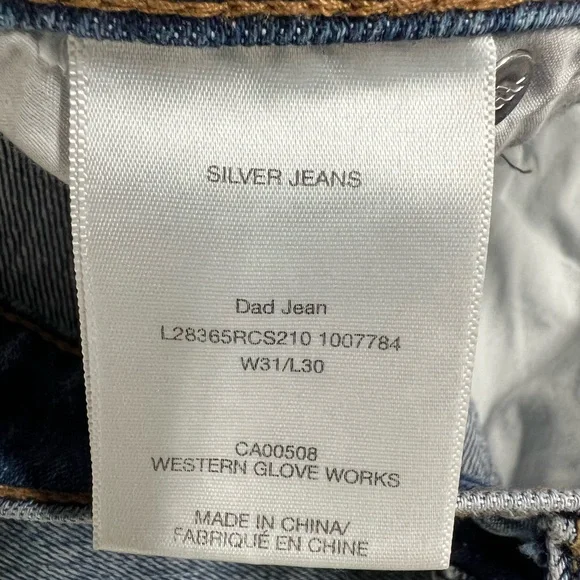 SILVER JEANS
Dad Jean
L28365RCS210 1007784
W31/L30
CA00508
WESTERN GLOVE WORKS
MADE IN CHINA/
FABRIQUÉ EN CHINE